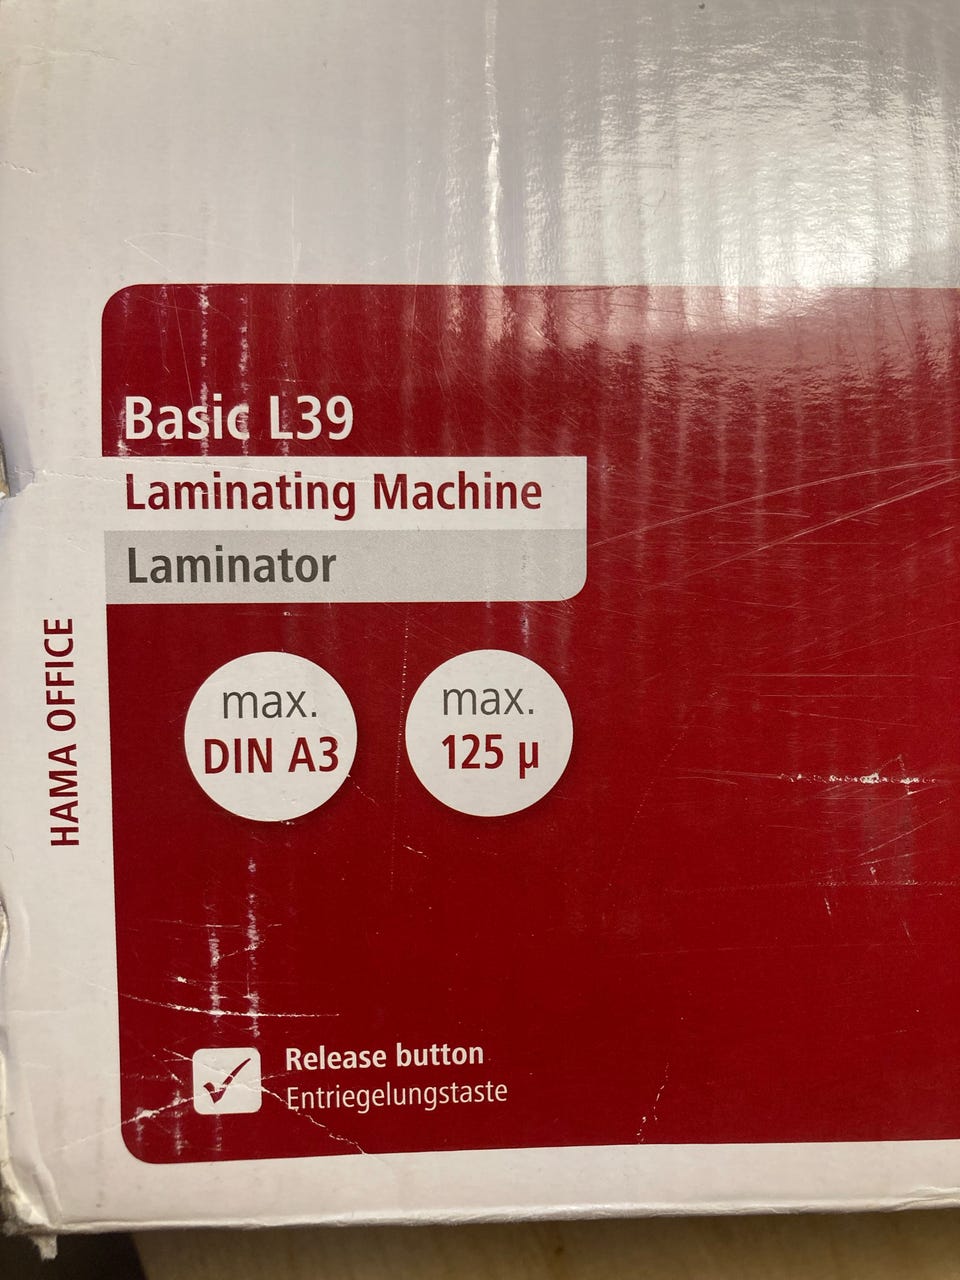 Basic L39
Laminating Machine
Laminator
HAMA OFFICE
max.
DIN A3
max.
125 µ
Release button
Entriegelungstaste